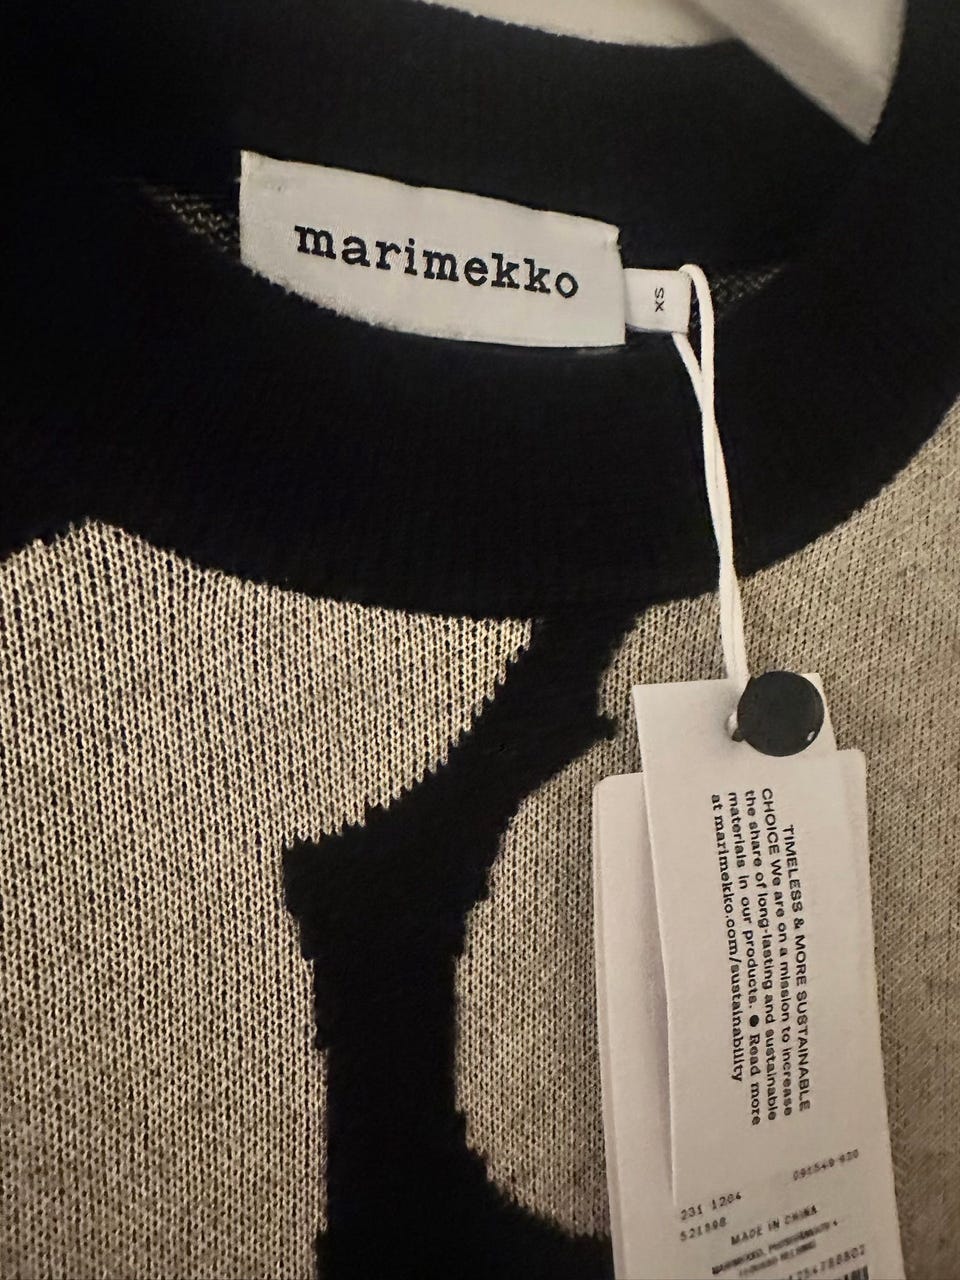 marimekko
XS
TIMELESS & MORE SUSTAINABLE
CHOICE We are on a mission to increase
the share of long-lasting and sustainable
materials in our products. ● Read more
at marimekko.com/sustainability
231 1204
091549 920
521898
MADE IN CHINA
MARIMEKKO,